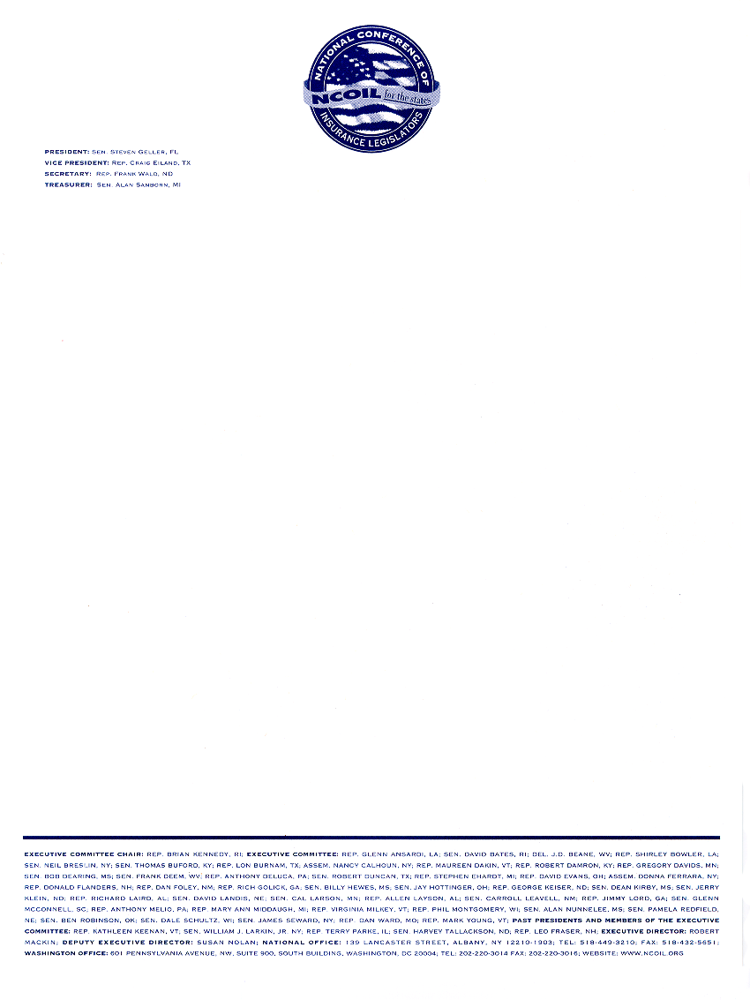 NATIONAL CONFERENCE OF
NCOIL for the states
INSURANCE LEGISLATORS
PRESIDENT: SEN. STEVEN GELLER, FL
VICE PRESIDENT: REP. CRAIG EILAND, TX
SECRETARY: REP. FRANK WALD, ND
TREASURER: SEN. ALAN SANBORN, MI
EXECUTIVE COMMITTEE CHAIR: REP. BRIAN KENNEDY, RI; EXECUTIVE COMMITTEE: REP. GLENN ANSARDI, LA; SEN. DAVID BATES, RI; DEL. J.D. BEANE, WV; REP. SHIRLEY BOWLER, LA;
SEN. NEIL BRESLIN, NY; SEN. THOMAS BUFORD, KY; REP. LON BURNAM, TX; ASSEM. NANCY CALHOUN, NY; REP. MAUREEN DAKIN, VT; REP. ROBERT DAMRON, KY; REP. GREGORY DAVIDS, MN;
SEN. BOB DEARING, MS; SEN. FRANK DEEM, WV; REP. ANTHONY DELUCA, PA; SEN. ROBERT DUNCAN, TX; REP. STEPHEN EHARDT, MI; REP. DAVID EVANS, OH; ASSEM. DONNA FERRARA, NY;
REP. DONALD FLANDERS, NH; REP. DAN FOLEY, NM; REP. RICH GOLICK, GA; SEN. BILLY HEWES, MS; SEN. JAY HOTTINGER, OH; REP. GEORGE KEISER, ND; SEN. DEAN KIRBY, MS; SEN. JERRY
KLEIN, ND; REP. RICHARD LAIRD, AL; SEN. DAVID LANDIS, NE; SEN. CAL LARSON, MN; REP. ALLEN LAYSON, AL; SEN. CARROLL LEAVELL, NM; REP. JIMMY LORD, GA; SEN. GLENN
MCCONNELL, SC; REP. ANTHONY MELIO, PA; REP. MARY ANN MIDDAUGH, MI; REP. VIRGINIA MILKEY, VT; REP. PHIL MONTGOMERY, WI; SEN. ALAN NUNNELEE, MS; SEN. PAMELA REDFIELD,
NE; SEN. BEN ROBINSON, OK; SEN. DALE SCHULTZ, WI; SEN. JAMES SEWARD, NY; REP. DAN WARD, MO; REP. MARK YOUNG, VT; PAST PRESIDENTS AND MEMBERS OF THE EXECUTIVE
COMMITTEE: REP. KATHLEEN KEENAN, VT; SEN. WILLIAM J. LARKIN, JR. NY; REP. TERRY PARKE, IL; SEN. HARVEY TALLACKSON, ND; REP. LEO FRASER, NH; EXECUTIVE DIRECTOR: ROBERT
MACKIN; DEPUTY EXECUTIVE DIRECTOR: SUSAN NOLAN; NATIONAL OFFICE: 139 LANCASTER STREET, ALBANY, NY 12210-1903; TEL: 518-449-3210; FAX: 518-432-5651;
WASHINGTON OFFICE: 601 PENNSYLVANIA AVENUE, NW, SUITE 900, SOUTH BUILDING, WASHINGTON, DC 20004; TEL: 202-220-3014 FAX: 202-220-3016; WEBSITE: WWW.NCOIL.ORG